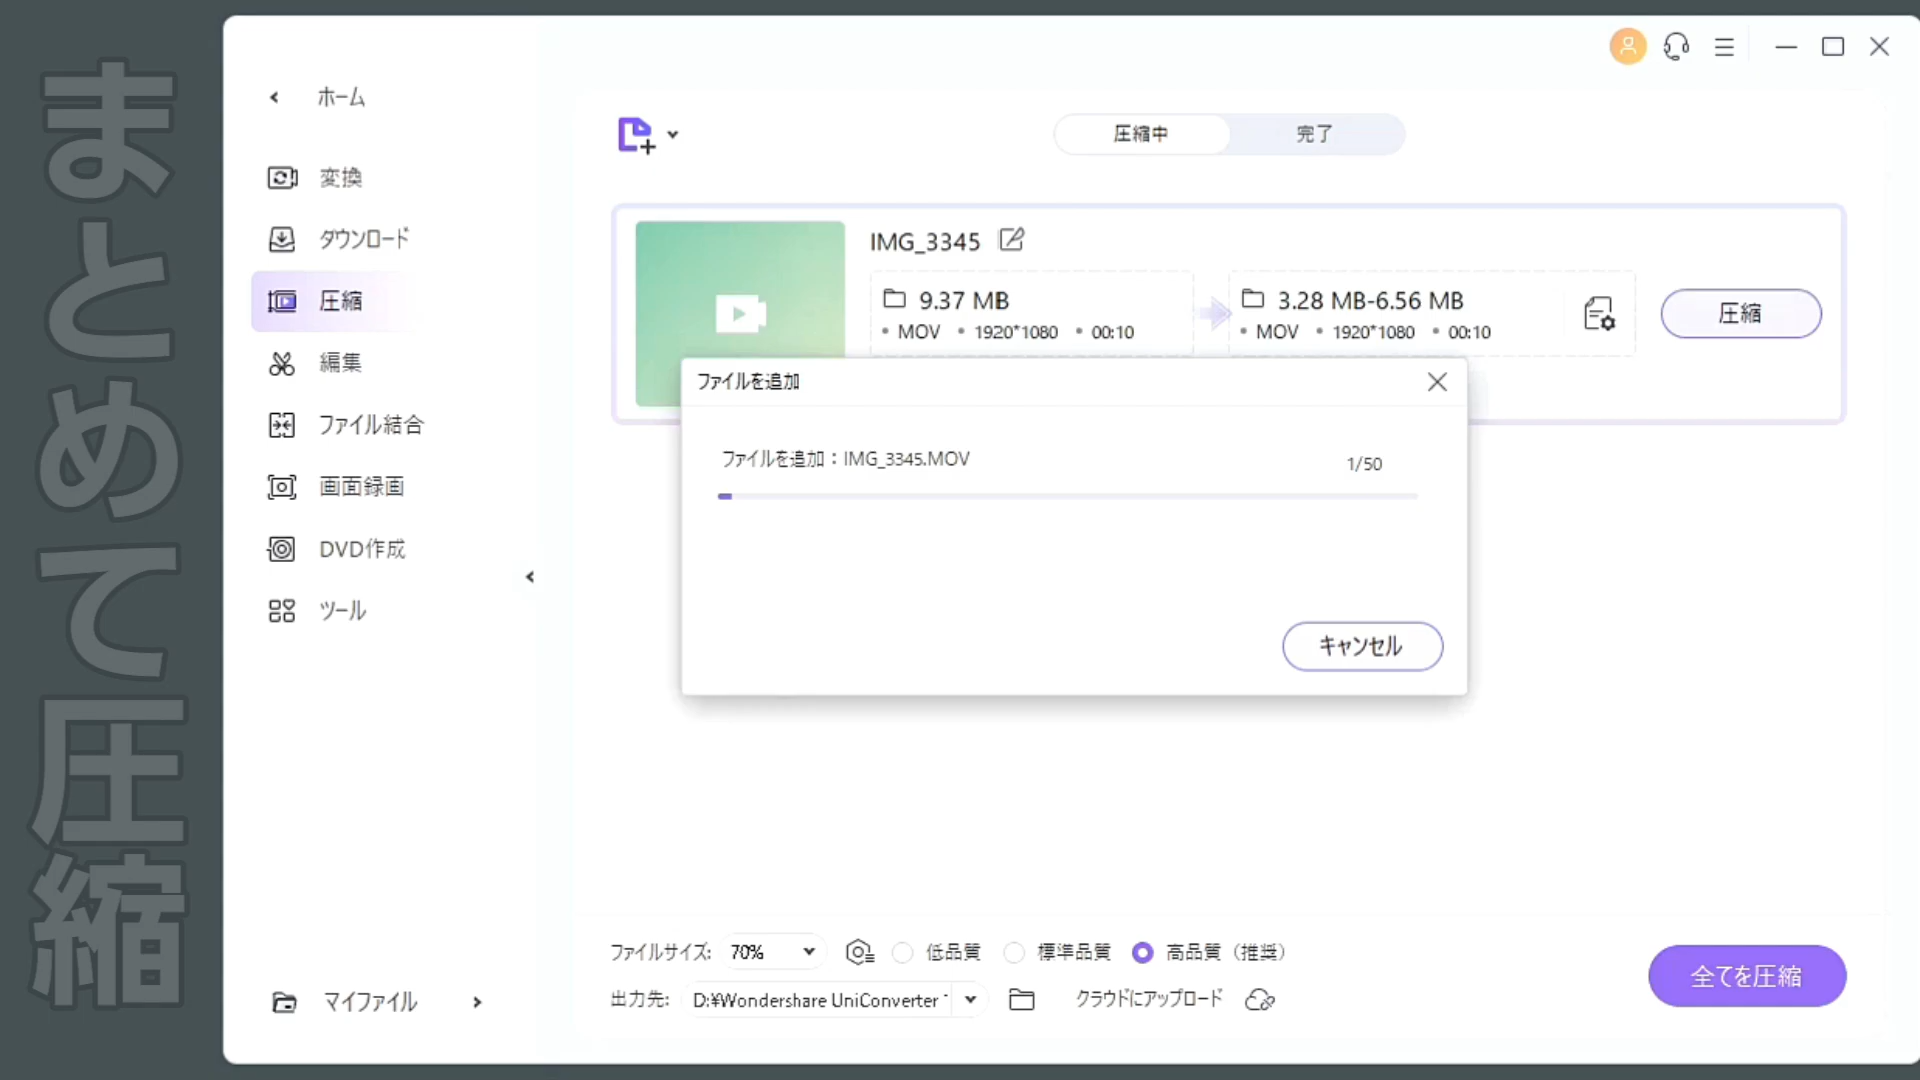 まとめて圧縮
ホーム
変換
ダウンロード
圧縮
編集
ファイル結合
画面録画
DVD作成
ツール
マイファイル
圧縮中 完了
IMG_3345
9.37 MB
MOV 1920*1080 00:10
3.28 MB-6.56 MB
MOV 1920*1080 00:10
圧縮
ファイルを追加
ファイルを追加：IMG_3345.MOV
1/50
キャンセル
ファイルサイズ: 70% 低品質 標準品質 高品質（推奨）
出力先: D:¥Wondershare UniConverter クラウドにアップロード
全てを圧縮